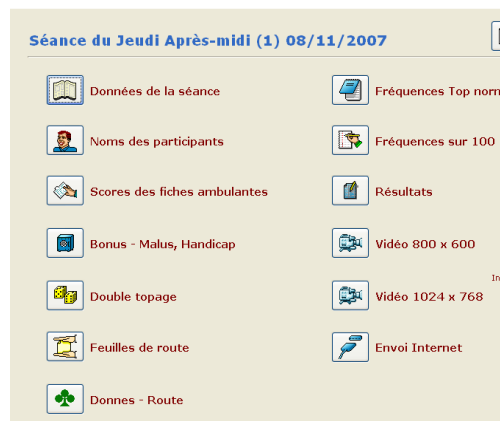 Séance du Jeudi Après-midi (1) 08/11/2007
Données de la séance
Noms des participants
Scores des fiches ambulantes
Bonus - Malus, Handicap
Double topage
Feuilles de route
Donnes - Route
Fréquences Top norm
Fréquences sur 100
Résultats
Vidéo 800 x 600
In
Vidéo 1024 x 768
Envoi Internet